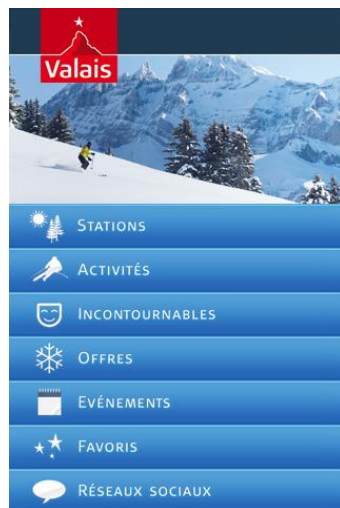 Valais
STATIONS
ACTIVITÉS
INCONTOURNABLES
OFFRES
EVÉNEMENTS
FAVORIS
RÉSEAUX SOCIAUX